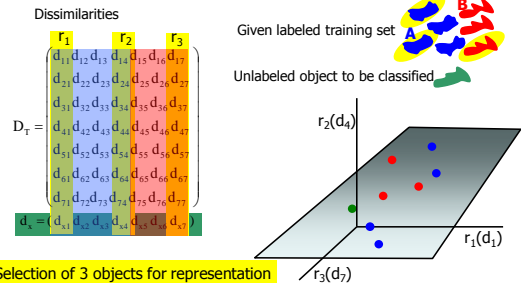 Dissimilarities
r1 r2 r3
d11 d12 d13 d14 d15 d16 d17
d21 d22 d23 d24 d25 d26 d27
d31 d32 d33 d34 d35 d36 d37
DT = d41 d42 d43 d44 d45 d46 d47
d51 d52 d53 d54 d55 d56 d57
d61 d62 d63 d64 d65 d66 d67
d71 d72 d73 d74 d75 d76 d77
dx = ( dx1 dx2 dx3 dx4 dx5 dx6 dx7 )
Selection of 3 objects for representation
A B
Given labeled training set
Unlabeled object to be classified
r2(d4)
r1(d1)
r3(d7)